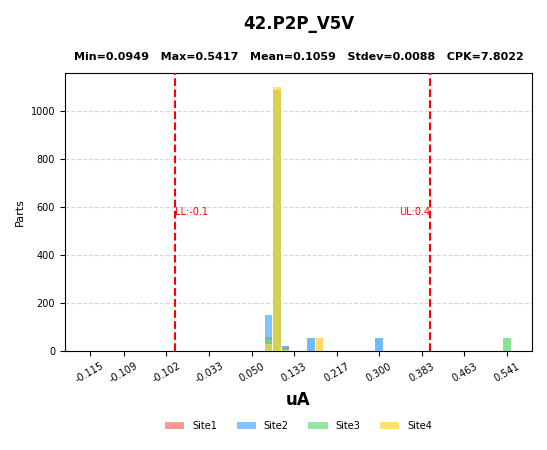 42.P2P_V5V
Min=0.0949 Max=0.5417 Mean=0.1059 Stdev=0.0088 CPK=7.8022
Parts
1000
800
600
400
200
0
LL:-0.1
UL:0.4
-0.115 -0.109 -0.102 -0.033 0.050 0.133 0.217 0.300 0.383 0.463 0.541
uA
Site1 Site2 Site3 Site4